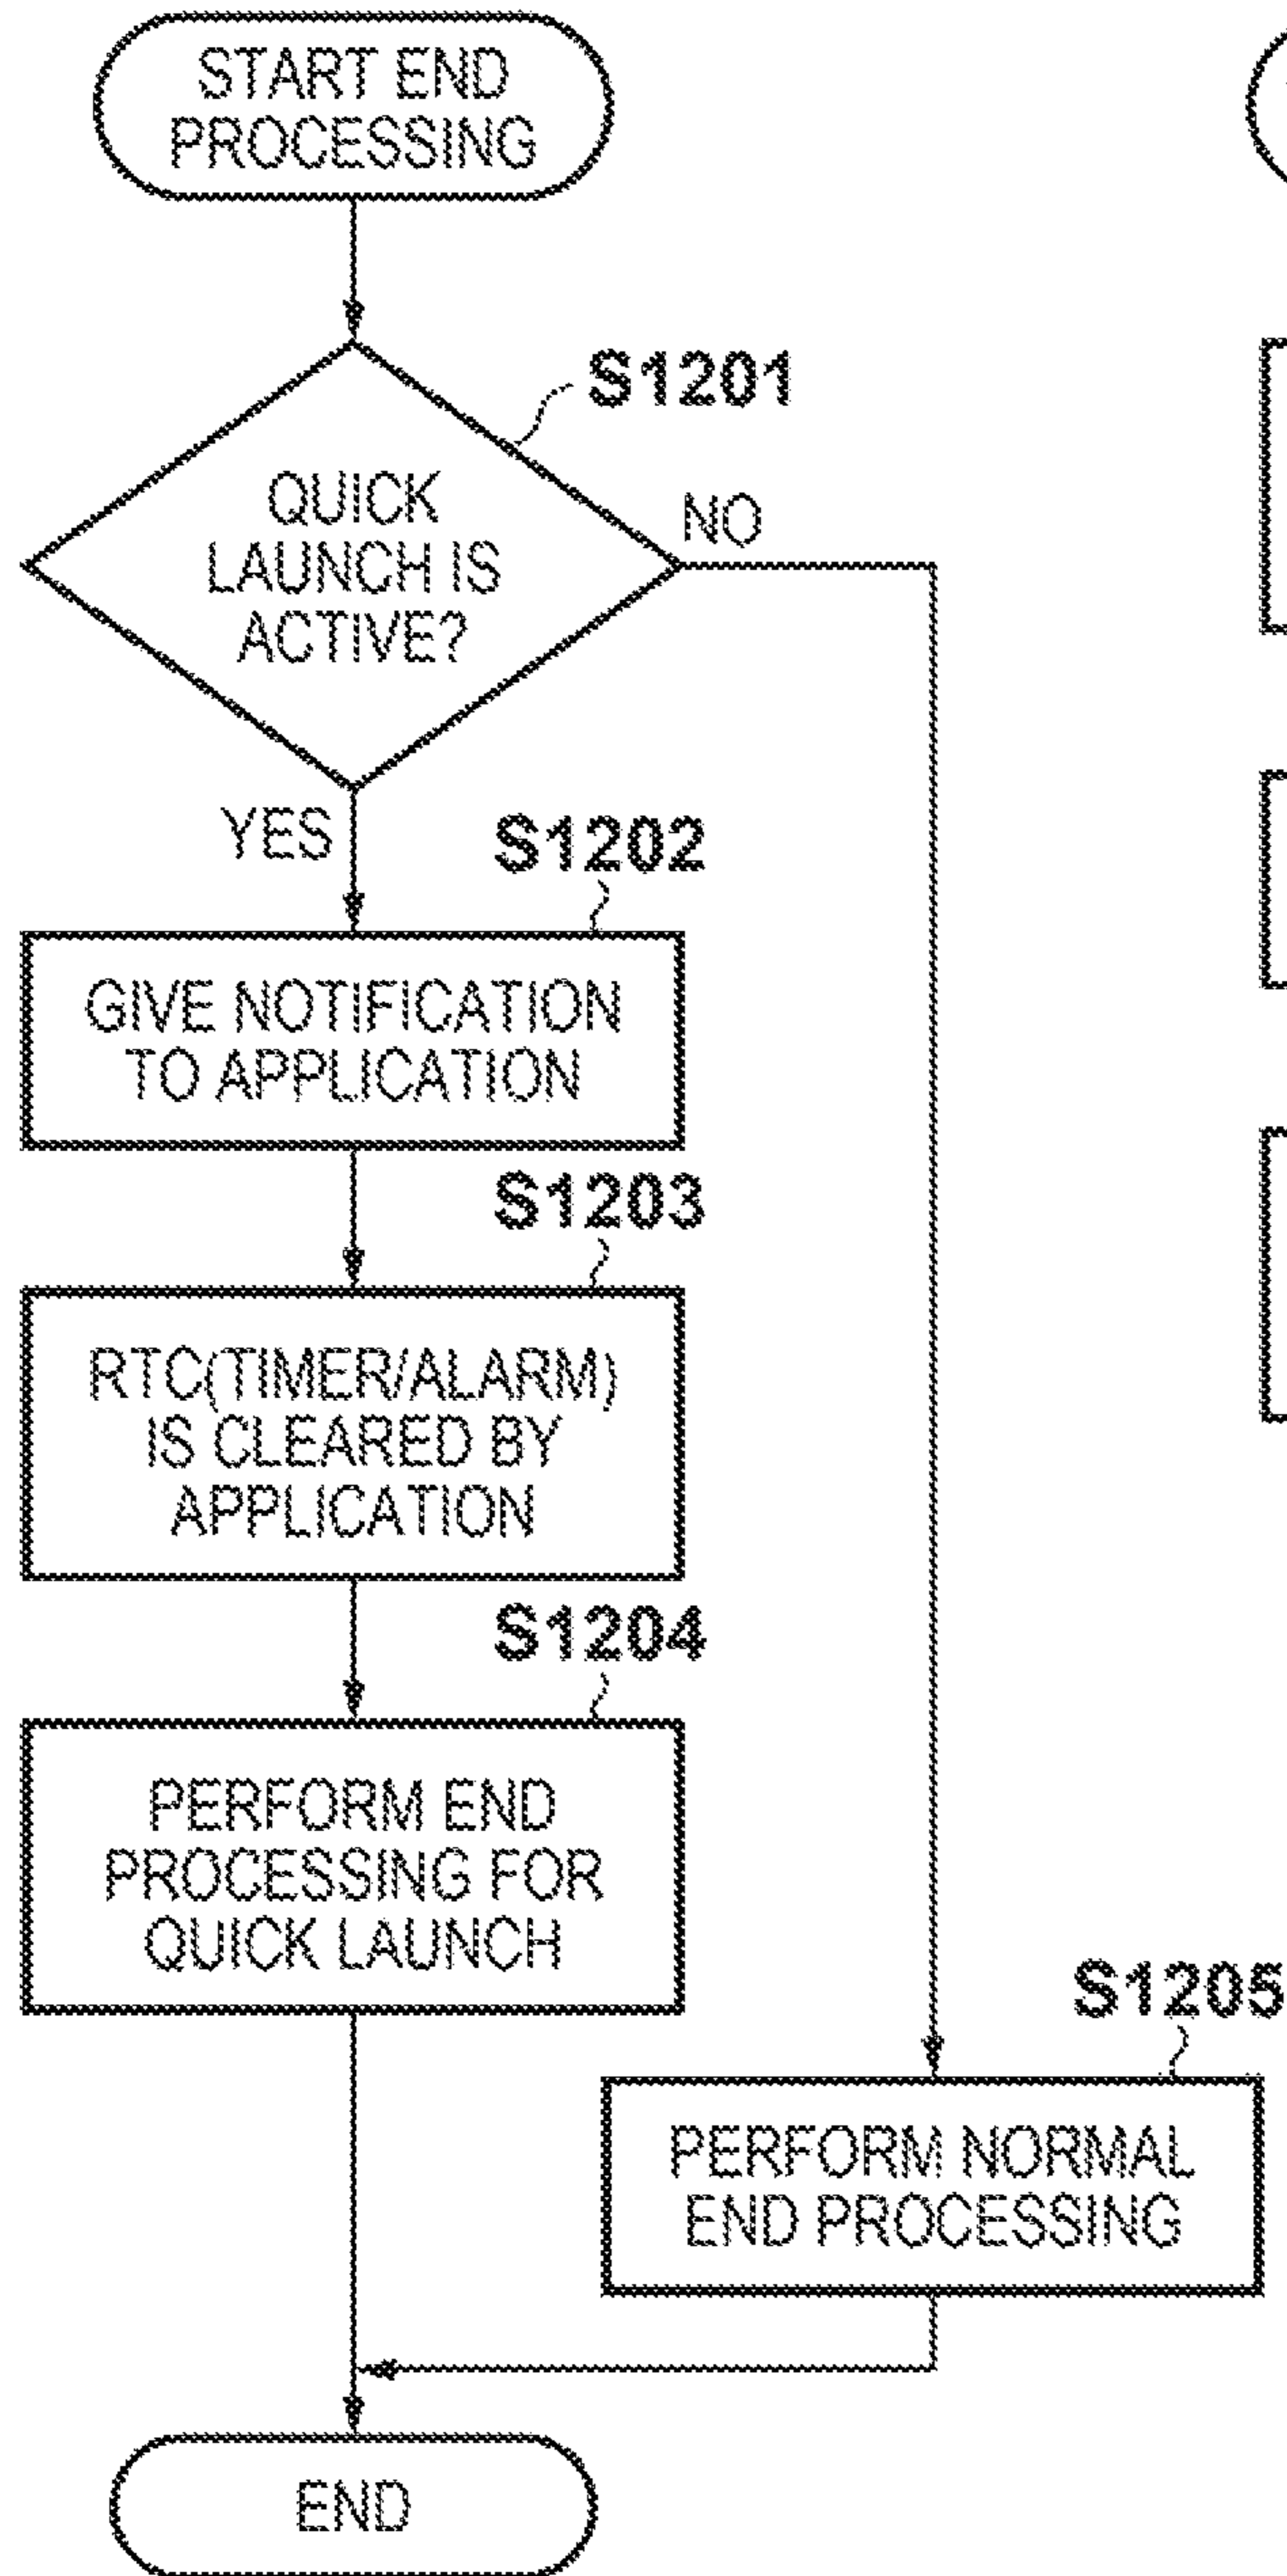 START END
PROCESSING
S1201
QUICK
LAUNCH IS
ACTIVE?
NO
YES
S1202
GIVE NOTIFICATION
TO APPLICATION
S1203
RTC(TIMER/ALARM)
IS CLEARED BY
APPLICATION
S1204
PERFORM END
PROCESSING FOR
QUICK LAUNCH
S1205
PERFORM NORMAL
END PROCESSING
END